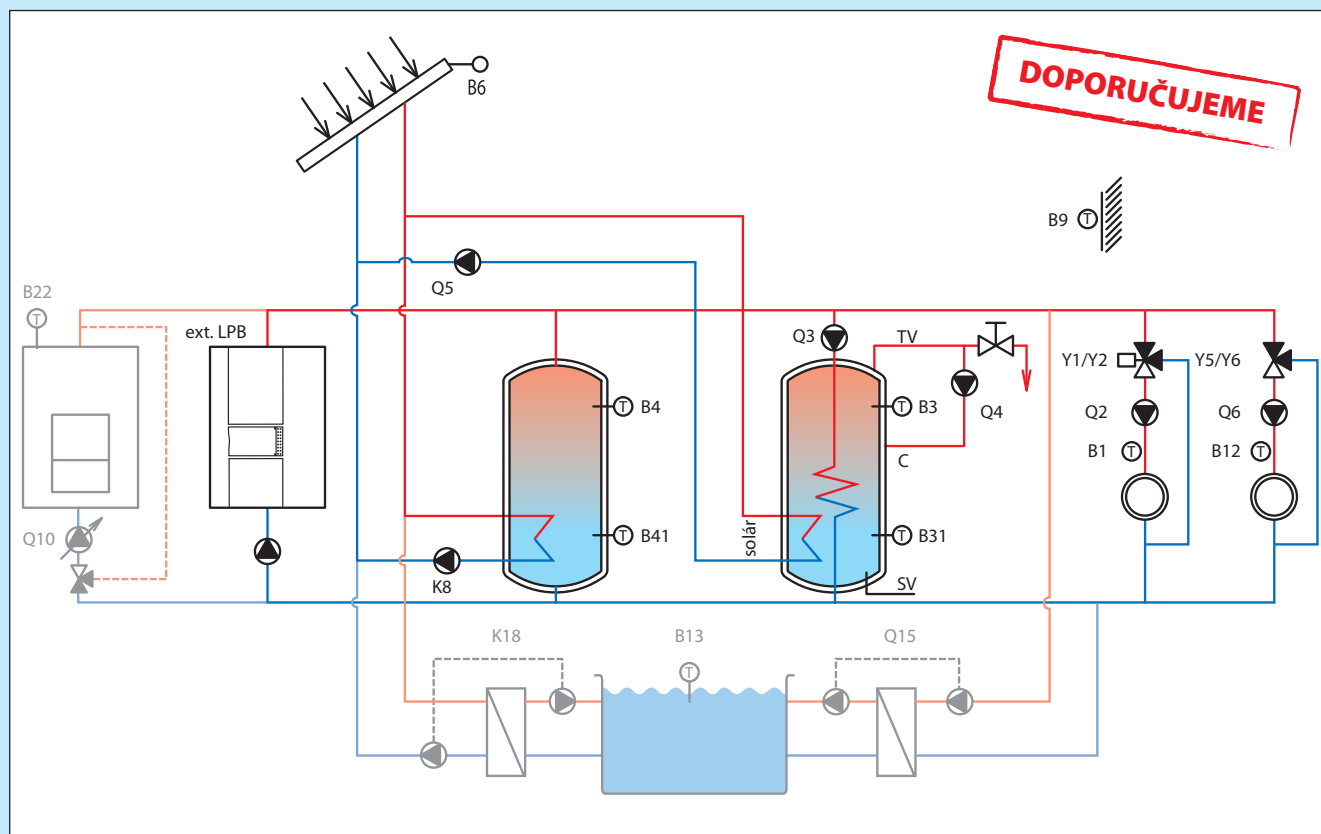 DOPORUČUJEME
B6
B9 T
Q5
B22
T
ext. LPB
Q3
TV
Y1/Y2
Y5/Y6
T B4
T B3
Q4
Q2
Q6
C
B1 T
B12 T
Q10
T B41
solár
T B31
K8
SV
K18
B13
Q15
T